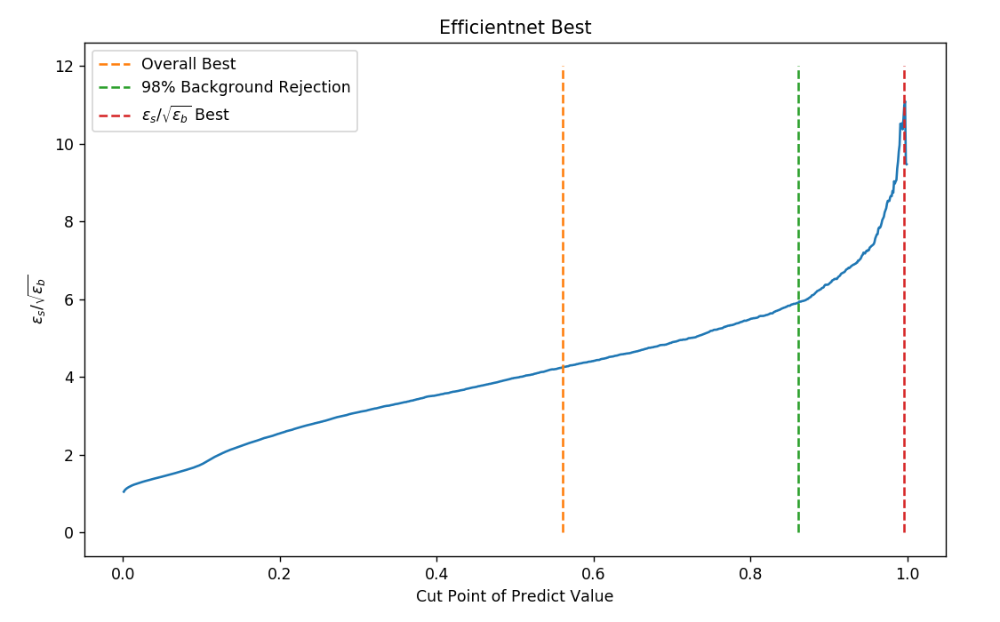 Efficientnet Best
Overall Best
98% Background Rejection
εs/√εb Best
12
10
8
6
4
2
0
εs/√εb
0.0 0.2 0.4 0.6 0.8 1.0
Cut Point of Predict Value